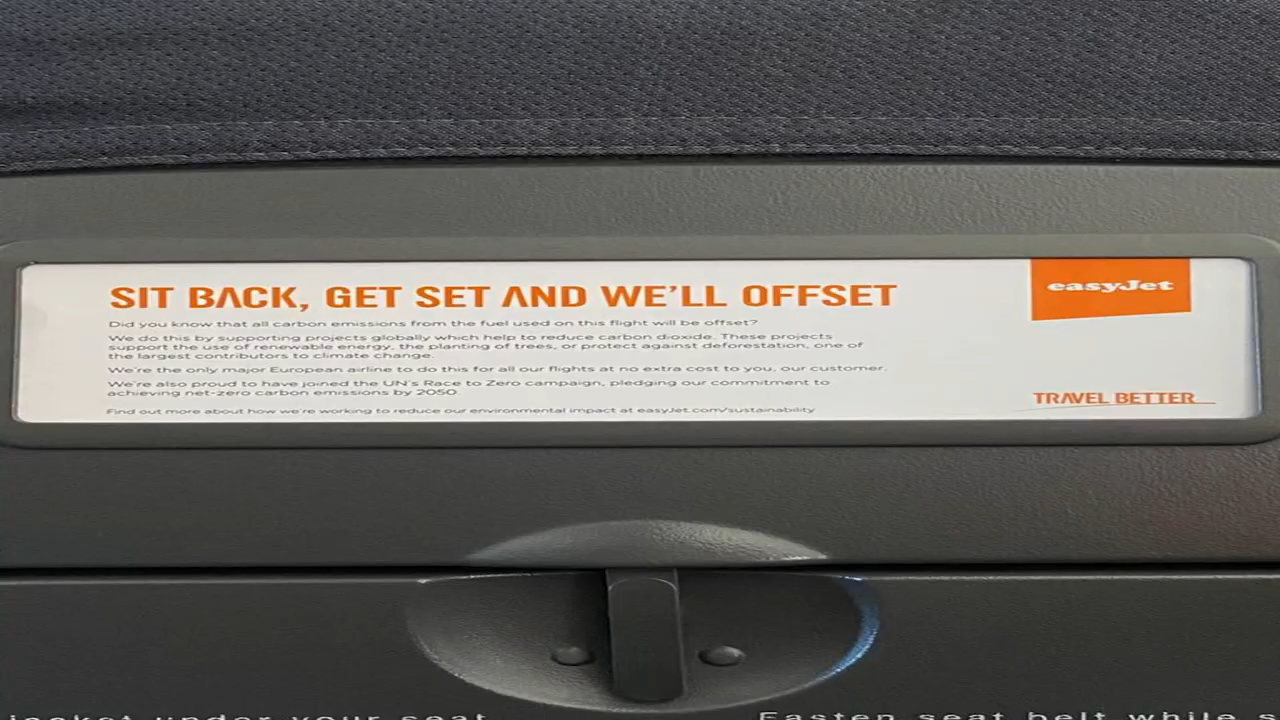 SIT BACK, GET SET AND WE'LL OFFSET
easyJet
Did you know that all carbon emissions from the fuel used on this flight will be offset?
We do this by supporting projects globally which help to reduce carbon dioxide. These projects
support the use of renewable energy, the planting of trees, or protect against deforestation, one of
the largest contributors to climate change.
We're the only major European airline to do this for all our flights at no extra cost to you, our customer.
We're also proud to have joined the UN's Race to Zero campaign, pledging our commitment to
achieving net-zero carbon emissions by 2050.
TRAVEL BETTER
Find out more about how we're working to reduce our environmental impact at easyJet.com/sustainability
jacket under your seat
Fasten seat belt while s